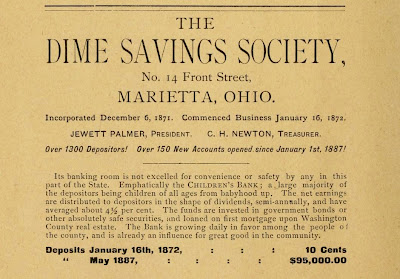 THE
DIME SAVINGS SOCIETY,
No. 14 Front Street,
MARIETTA, OHIO.
Incorporated December 6, 1871. Commenced Business January 16, 1872.
JEWETT PALMER, PRESIDENT. C. H. NEWTON, TREASURER.
Over 1300 Depositors! Over 150 New Accounts opened since January 1st, 1887!
Its banking room is not excelled for convenience or safety by any in this
part of the State. Emphatically the CHILDREN'S BANK; a large majority of
the depositors being children of all ages from babyhood up. The net earnings
are distributed to depositors in the shape of dividends, semi-annually, and have
averaged about 4½ per cent. The funds are invested in government bonds or
other absolutely safe securities, and loaned on first mortgage upon Washington
County real estate. The Bank is growing daily in favor among the people of
the county, and is already an influence for great good in the community.
Deposits January 16th, 1872, : : : 10 Cents
" May 1887, : : : : $95,000.00